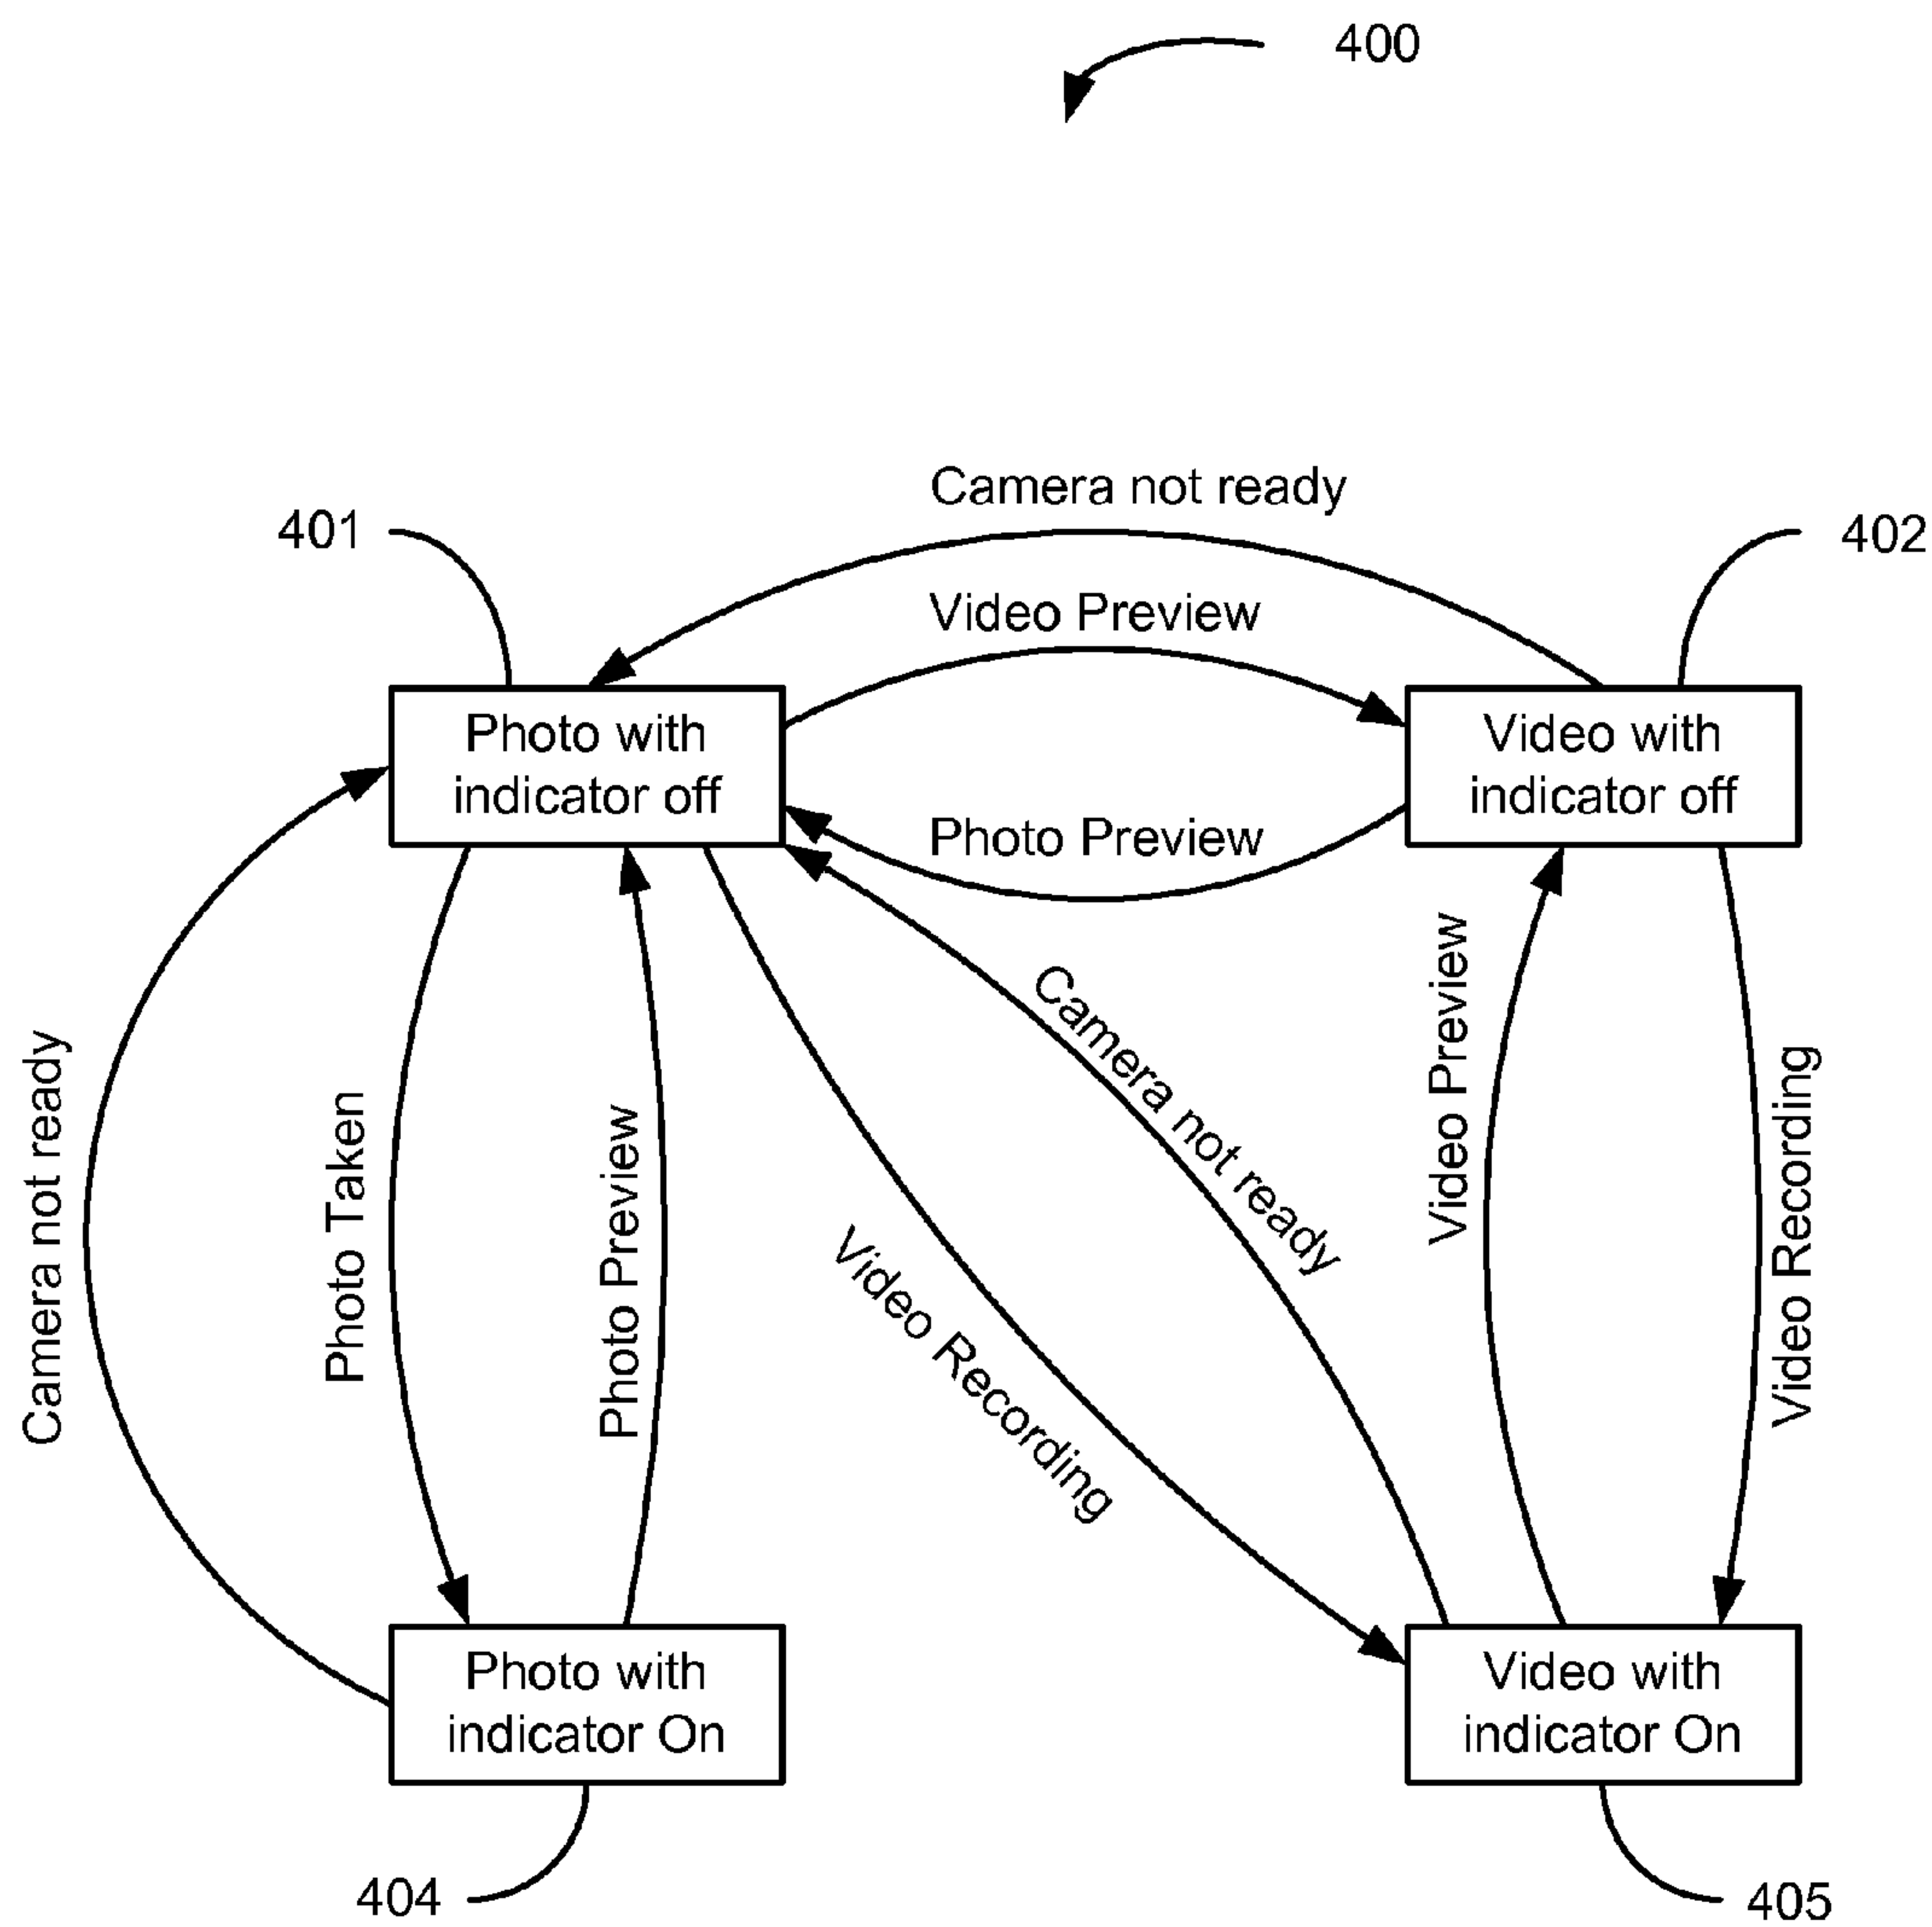 400
Camera not ready
401
402
Video Preview
Photo with
indicator off
Video with
indicator off
Photo Preview
Camera not ready
Photo Taken
Photo Preview
Video Recording
Camera not ready
Video Preview
Video Recording
Photo with
indicator On
Video with
indicator On
404
405